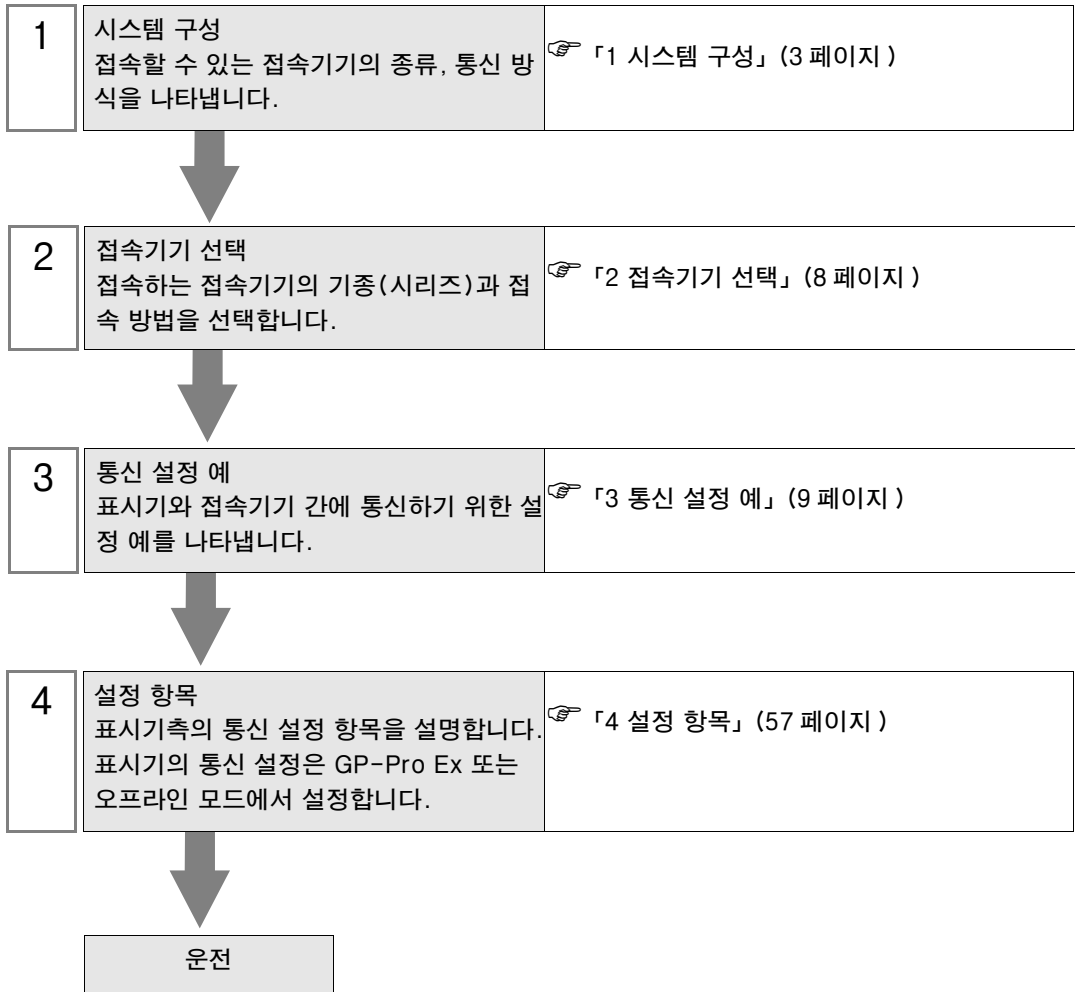 1
시스템 구성
접속할 수 있는 접속기기의 종류, 통신 방
식을 나타냅니다.
☞ 「1 시스템 구성」 (3 페이지 )
2
접속기기 선택
접속하는 접속기기의 기종(시리즈)과 접
속 방법을 선택합니다.
☞ 「2 접속기기 선택」 (8 페이지 )
3
통신 설정 예
표시기와 접속기기 간에 통신하기 위한 설
정 예를 나타냅니다.
☞ 「3 통신 설정 예」 (9 페이지 )
4
설정 항목
표시기측의 통신 설정 항목을 설명합니다.
표시기의 통신 설정은 GP-Pro Ex 또는
오프라인 모드에서 설정합니다.
☞ 「4 설정 항목」 (57 페이지 )
운전